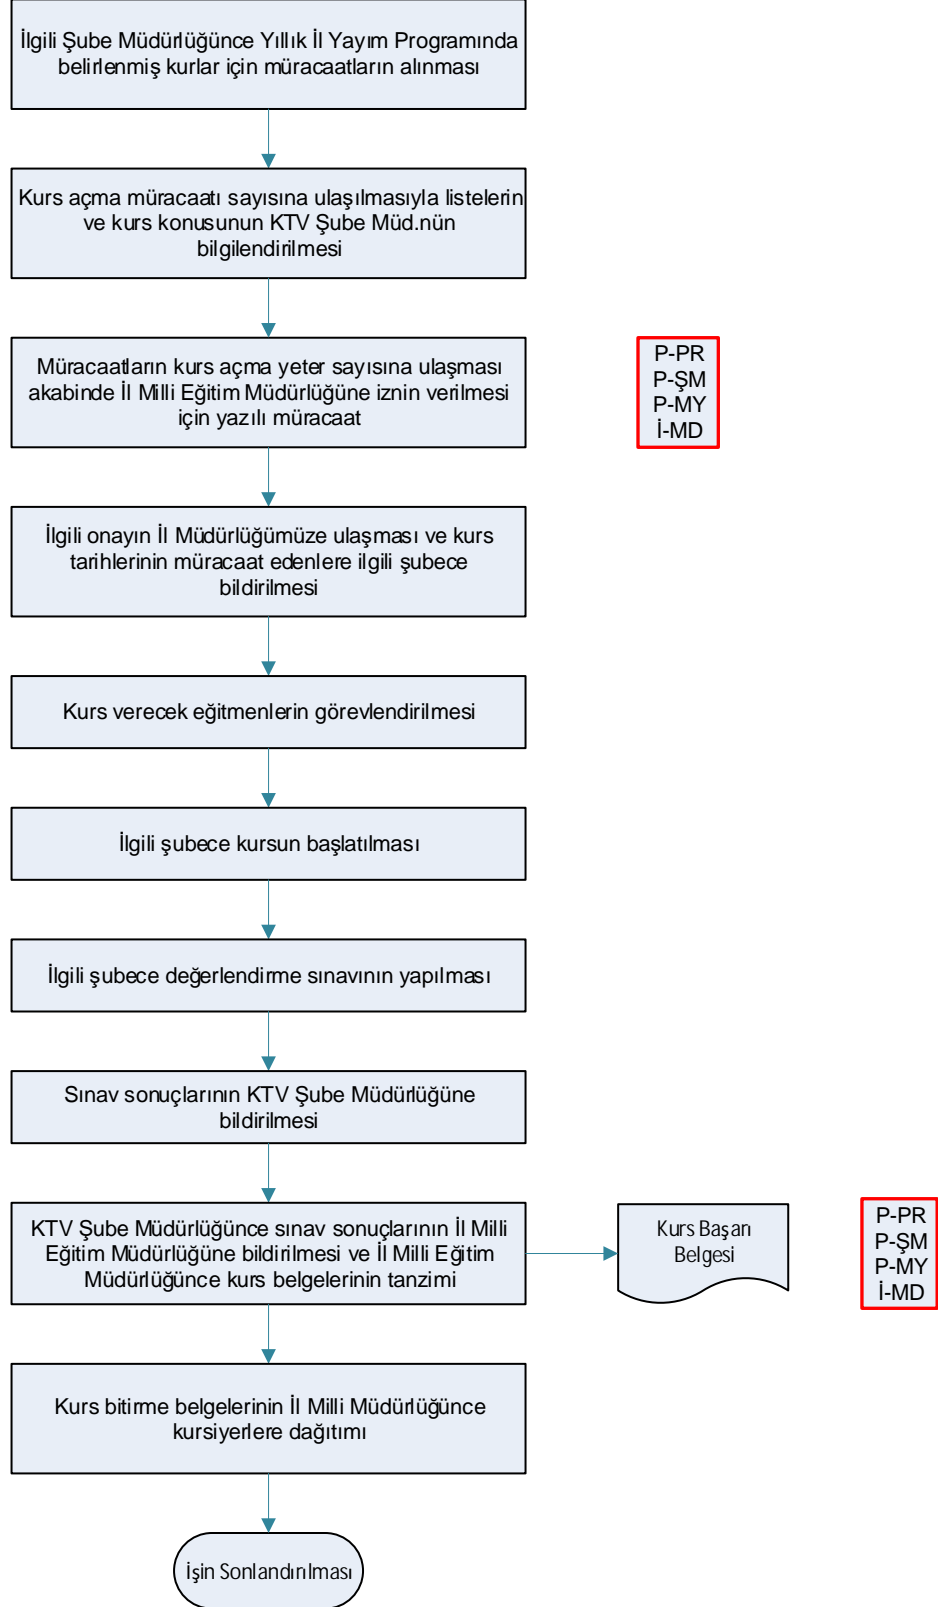 İlgili Şube Müdürlüğünce Yıllık İl Yayım Programında
belirlenmiş kurlar için müracaatların alınması
Kurs açma müracaatı sayısına ulaşılmasıyla listelerin
ve kurs konusunun KTV Şube Müd.nün
bilgilendirilmesi
Müracaatların kurs açma yeter sayısına ulaşması
akabinde İl Milli Eğitim Müdürlüğüne iznin verilmesi
için yazılı müracaat
P-PR
P-ŞM
P-MY
İ-MD
İlgili onayın İl Müdürlüğümüze ulaşması ve kurs
tarihlerinin müracaat edenlere ilgili şubece
bildirilmesi
Kurs verecek eğitmenlerin görevlendirilmesi
İlgili şubece kursun başlatılması
İlgili şubece değerlendirme sınavının yapılması
Sınav sonuçlarının KTV Şube Müdürlüğüne
bildirilmesi
KTV Şube Müdürlüğünce sınav sonuçlarının İl Milli
Eğitim Müdürlüğüne bildirilmesi ve İl Milli Eğitim
Müdürlüğünce kurs belgelerinin tanzimi
Kurs Başarı
Belgesi
P-PR
P-ŞM
P-MY
İ-MD
Kurs bitirme belgelerinin İl Milli Müdürlüğünce
kursiyerlere dağıtımı
İşin Sonlandırılması